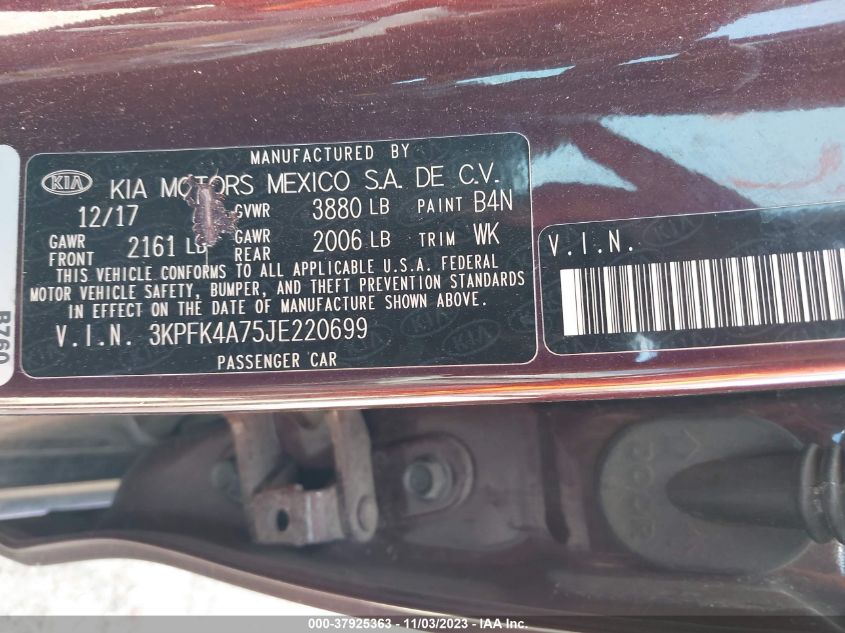 MANUFACTURED BY
KIA KIA MOTORS MEXICO S.A. DE C.V.
12/17 GVWR 3880 LB PAINT B4N
GAWR FRONT 2161 LB GAWR REAR 2006 LB TRIM WK
THIS VEHICLE CONFORMS TO ALL APPLICABLE U.S.A. FEDERAL
MOTOR VEHICLE SAFETY, BUMPER, AND THEFT PREVENTION STANDARDS
IN EFFECT ON THE DATE OF MANUFACTURE SHOWN ABOVE.
V.I.N. 3KPFK4A75JE220699
PASSENGER CAR
V.I.N.
B760
DOOR
000-37925363 - 11/03/2023 - IAA Inc.